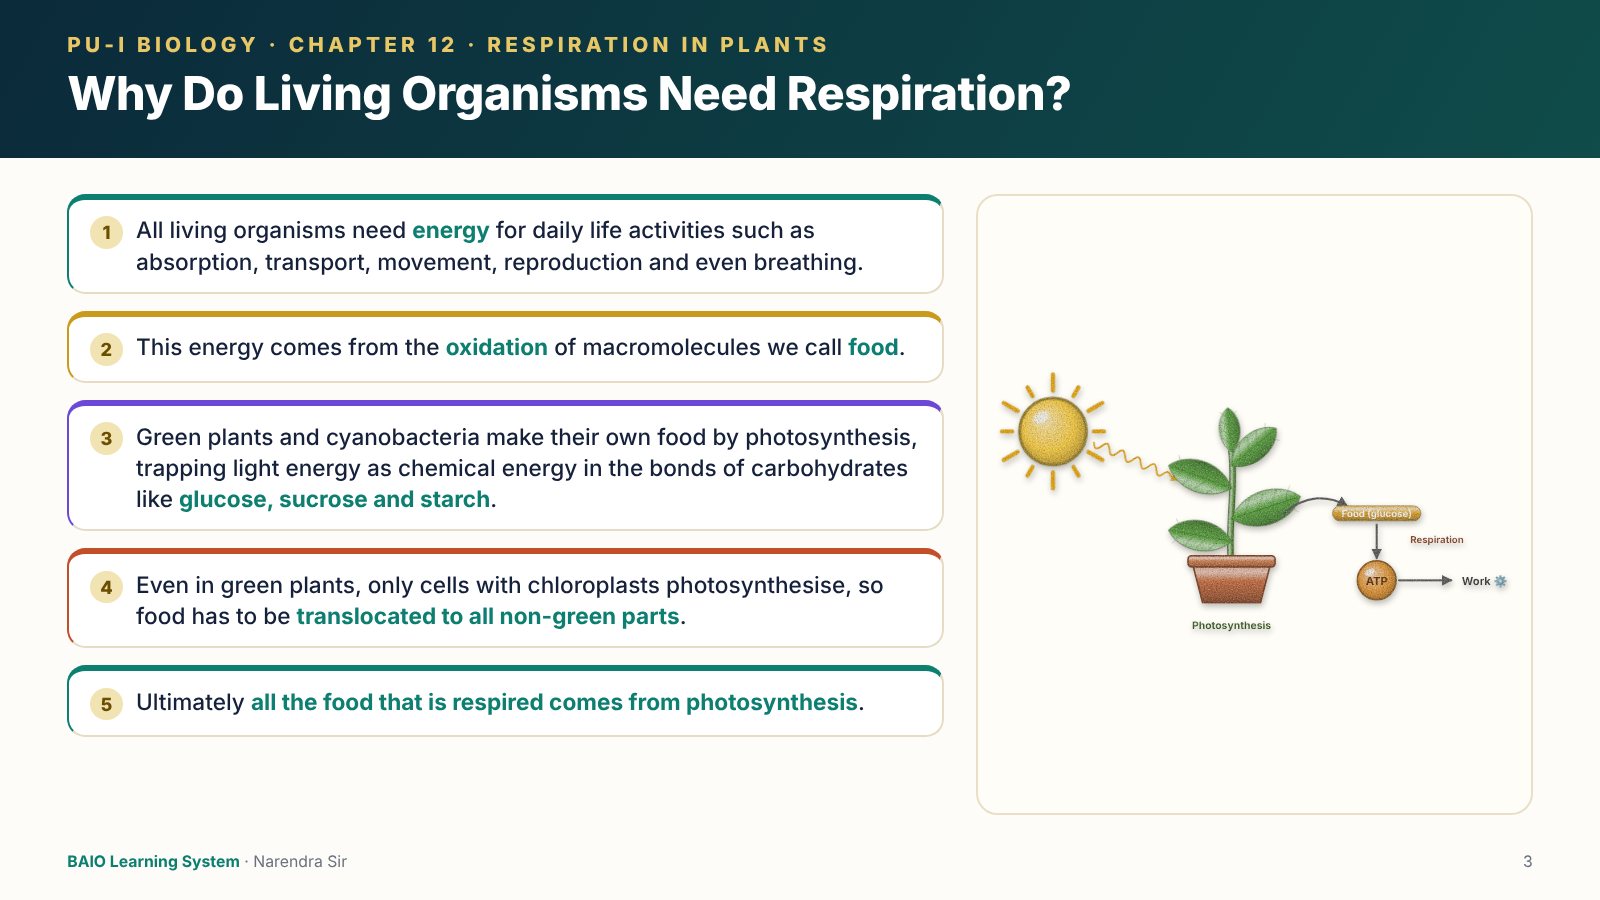 PU-I BIOLOGY · CHAPTER 12 · RESPIRATION IN PLANTS
Why Do Living Organisms Need Respiration?
1
All living organisms need energy for daily life activities such as
absorption, transport, movement, reproduction and even breathing.
2
This energy comes from the oxidation of macromolecules we call food.
3
Green plants and cyanobacteria make their own food by photosynthesis,
trapping light energy as chemical energy in the bonds of carbohydrates
like glucose, sucrose and starch.
4
Even in green plants, only cells with chloroplasts photosynthesise, so
food has to be translocated to all non-green parts.
5
Ultimately all the food that is respired comes from photosynthesis.
Food (glucose)
Respiration
ATP
Work
Photosynthesis
BAIO Learning System · Narendra Sir
3